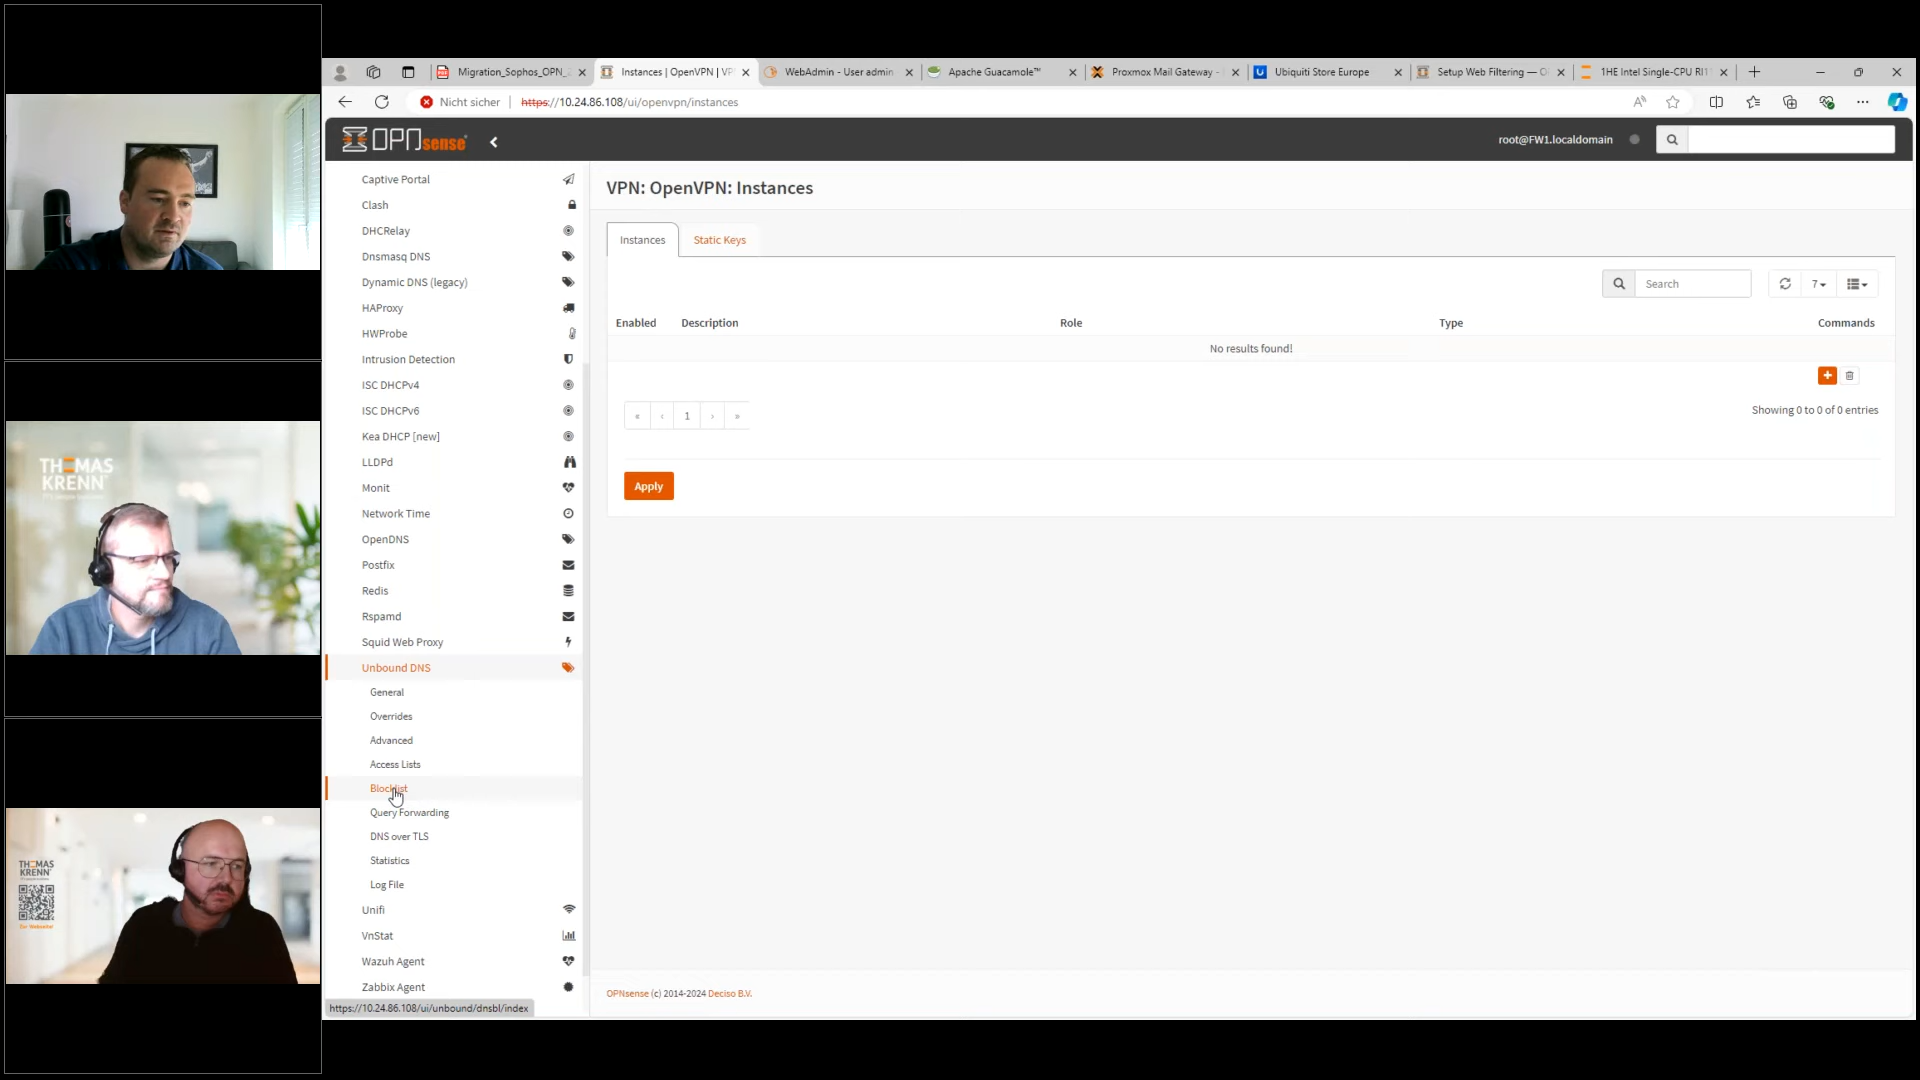 Migration_Sophos_OPN_
Instances | OpenVPN | VP
WebAdmin - User admin
Apache Guacamole™
Proxmox Mail Gateway -
Ubiquiti Store Europe
Setup Web Filtering — O
1HE Intel Single-CPU RI1
Nicht sicher
https://10.24.86.108/ui/openvpn/instances
OPNsense
root@FW1.localdomain
Captive Portal
Clash
DHCRelay
Dnsmasq DNS
Dynamic DNS (legacy)
HAProxy
HWProbe
Intrusion Detection
ISC DHCPv4
ISC DHCPv6
Kea DHCP [new]
LLDPd
Monit
Network Time
OpenDNS
Postfix
Redis
Rspamd
Squid Web Proxy
Unbound DNS
General
Overrides
Advanced
Access Lists
Blocklist
Query Forwarding
DNS over TLS
Statistics
Log File
Unifi
VnStat
Wazuh Agent
Zabbix Agent
https://10.24.86.108/ui/unbound/dnsbl/index
VPN: OpenVPN: Instances
Instances
Static Keys
Search
7
Enabled
Description
Role
Type
Commands
No results found!
« ‹ 1 › »
Showing 0 to 0 of 0 entries
Apply
OPNsense (c) 2014-2024 Deciso B.V.
THOMAS
KRENN
THOMAS
KRENN